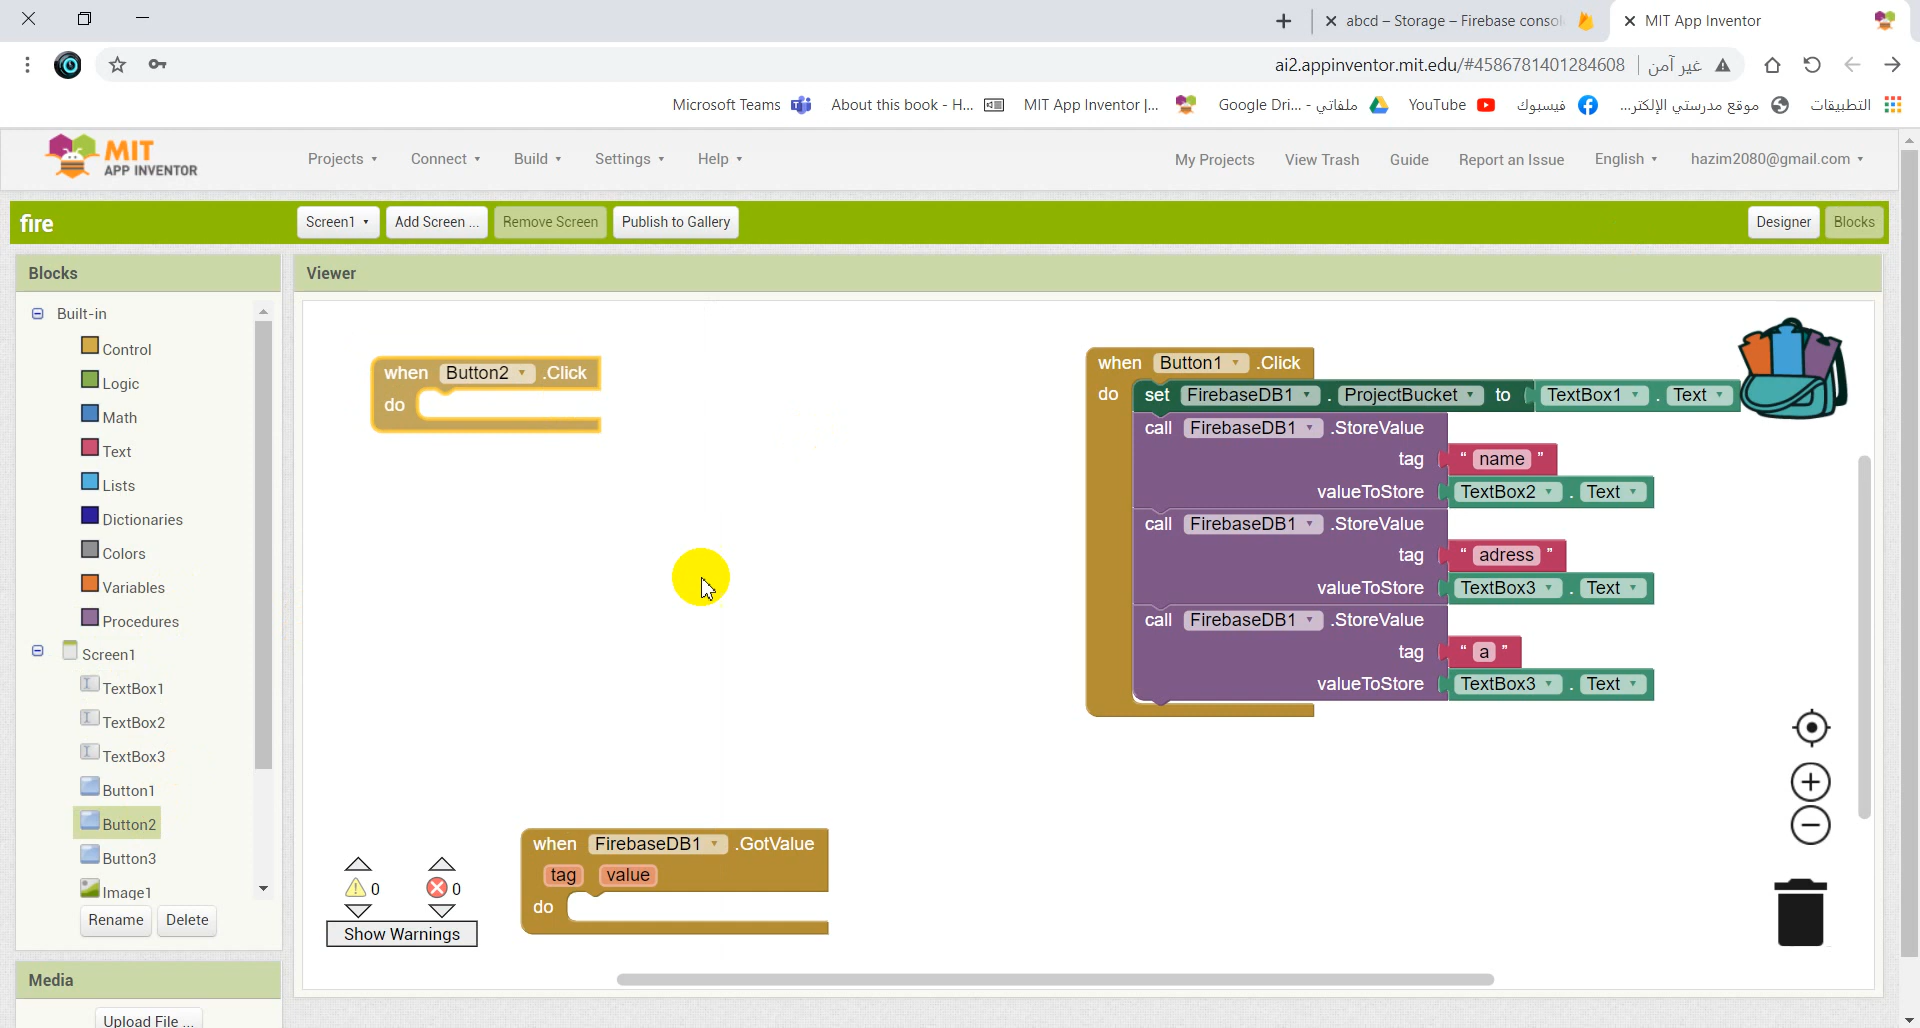 abcd – Storage – Firebase consol
MIT App Inventor
ai2.appinventor.mit.edu/#4586781401284608
غير آمن
Microsoft Teams
About this book - H...
MIT App Inventor |...
Google Dri... - ملفاتي
YouTube
فيسبوك
موقع مدرستي الإلكتر...
التطبيقات
MIT
APP INVENTOR
Projects
Connect
Build
Settings
Help
My Projects
View Trash
Guide
Report an Issue
English
hazim2080@gmail.com
fire
Screen1
Add Screen ...
Remove Screen
Publish to Gallery
Designer
Blocks
Blocks
Viewer
Built-in
Control
Logic
Math
Text
Lists
Dictionaries
Colors
Variables
Procedures
Screen1
TextBox1
TextBox2
TextBox3
Button1
Button2
Button3
Image1
Rename
Delete
Media
Upload File ...
when Button2 .Click
do
when Button1 .Click
do set FirebaseDB1 . ProjectBucket to TextBox1 . Text
call FirebaseDB1 .StoreValue
tag " name "
valueToStore TextBox2 . Text
call FirebaseDB1 .StoreValue
tag " adress "
valueToStore TextBox3 . Text
call FirebaseDB1 .StoreValue
tag " a "
valueToStore TextBox3 . Text
when FirebaseDB1 .GotValue
tag value
do
0 0
Show Warnings